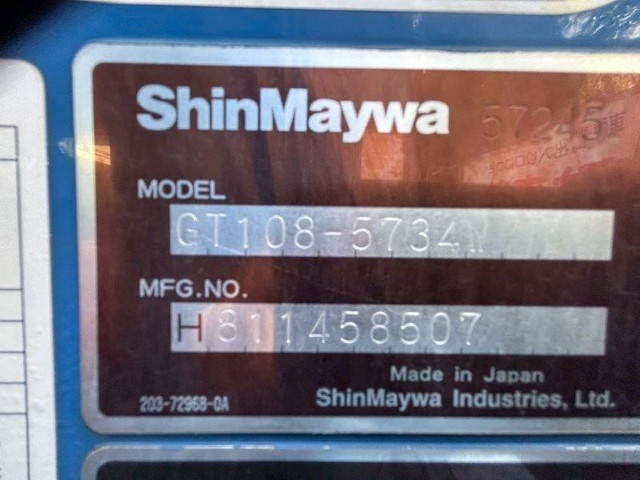 ShinMaywa
MODEL
GT108-5734W
MFG.NO.
H811458507
Made in Japan
203-72968-0A
ShinMaywa Industries, Ltd.